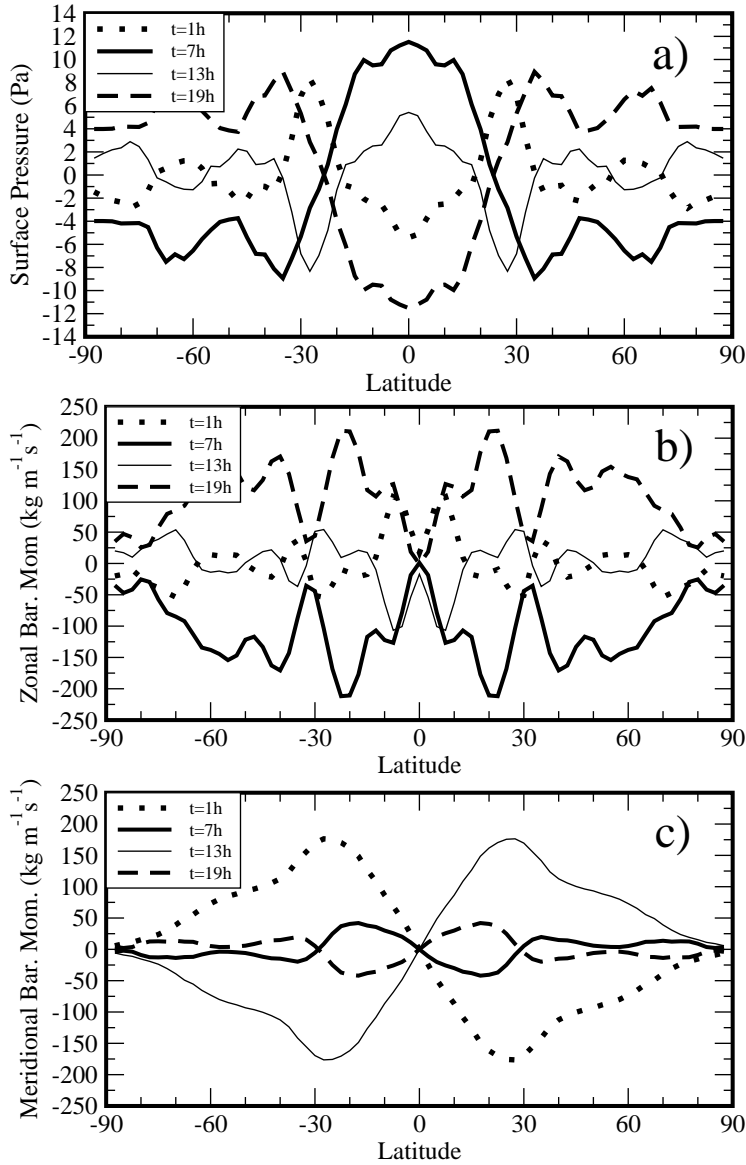 14
12
10
8
6
4
2
0
-2
-4
-6
-8
-10
-12
-14
Surface Pressure (Pa)
t=1h
t=7h
t=13h
t=19h
a)
-90 -60 -30 0 30 60 90
Latitude
250
200
150
100
50
0
-50
-100
-150
-200
-250
Zonal Bar. Mom (kg m⁻¹ s⁻¹)
t=1h
t=7h
t=13h
t=19h
b)
-90 -60 -30 0 30 60 90
Latitude
250
200
150
100
50
0
-50
-100
-150
-200
-250
Meridional Bar. Mom. (kg m⁻¹ s⁻¹)
t=1h
t=7h
t=13h
t=19h
c)
-90 -60 -30 0 30 60 90
Latitude